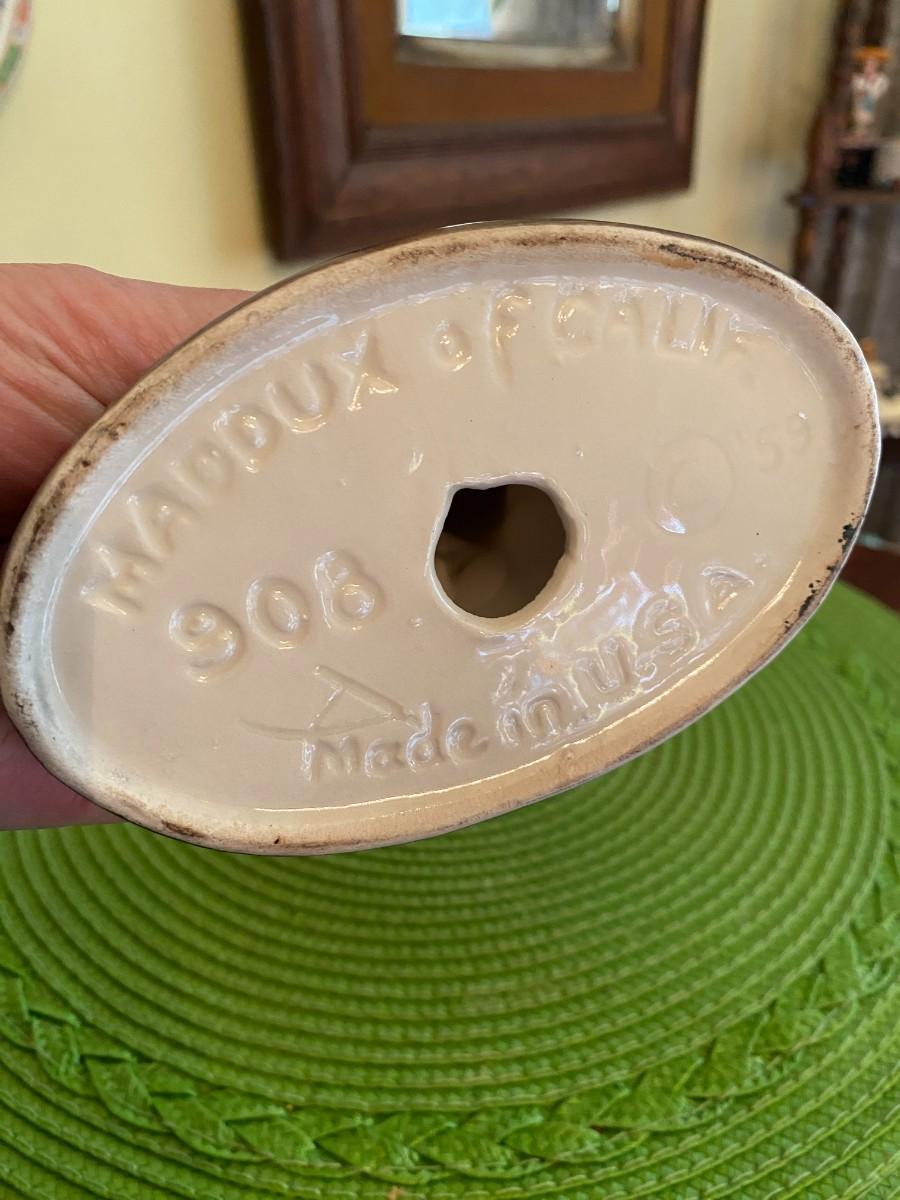 MADDUX of CALIF.
© '59
908
Made in U.S.A.